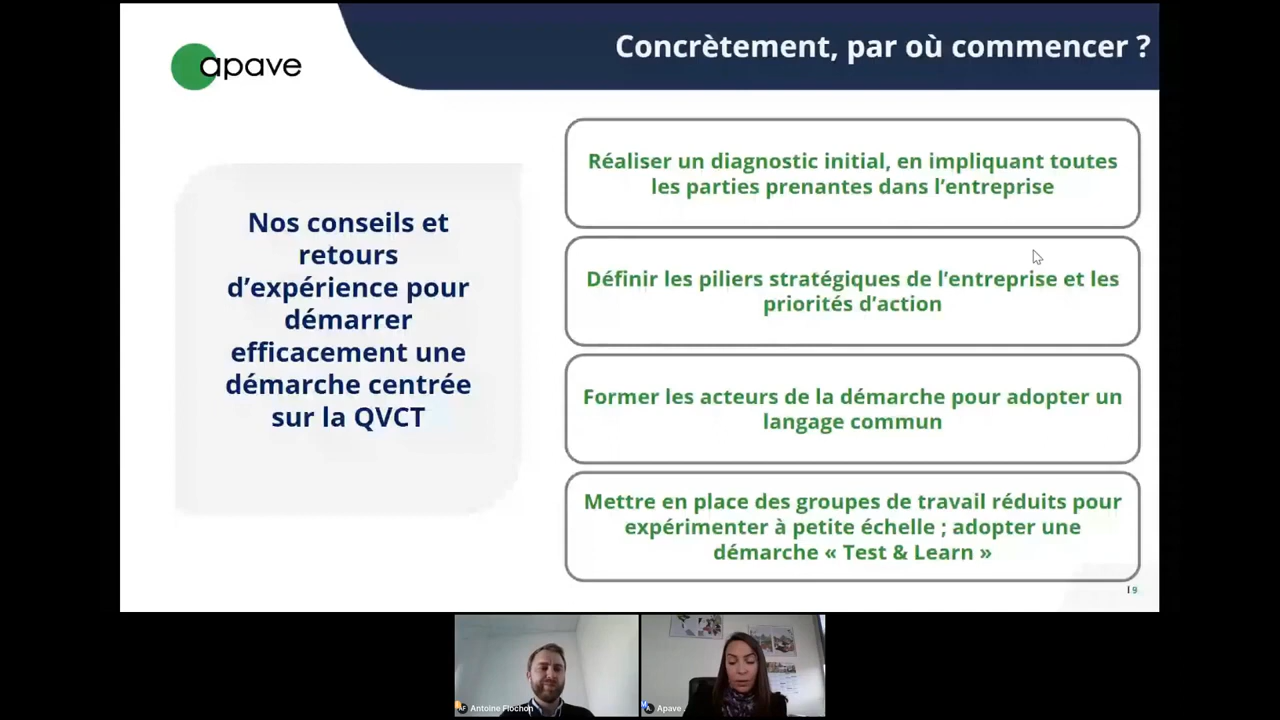 apave
Concrètement, par où commencer ?
Nos conseils et
retours
d’expérience pour
démarrer
efficacement une
démarche centrée
sur la QVCT
Réaliser un diagnostic initial, en impliquant toutes
les parties prenantes dans l’entreprise
Définir les piliers stratégiques de l’entreprise et les
priorités d’action
Former les acteurs de la démarche pour adopter un
langage commun
Mettre en place des groupes de travail réduits pour
expérimenter à petite échelle ; adopter une
démarche « Test & Learn »
I 9
AF Antoine Flochon
Apave